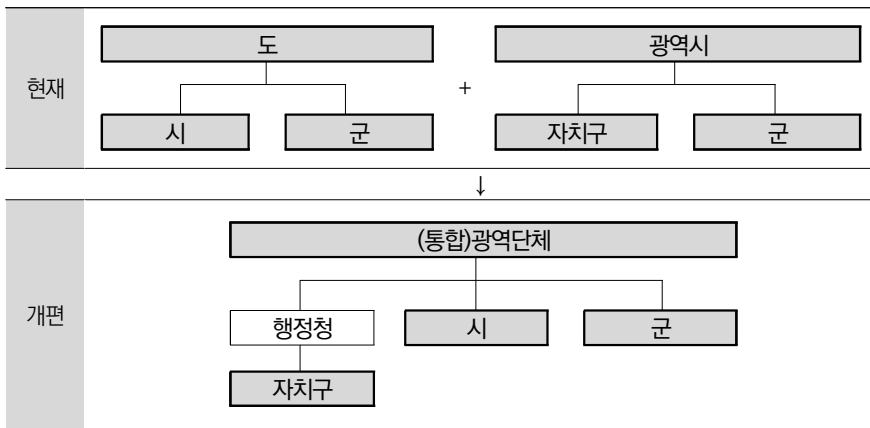 도 광역시
현재 +
시 군 자치구 군
↓
(통합)광역단체
개편
행정청 시 군
자치구